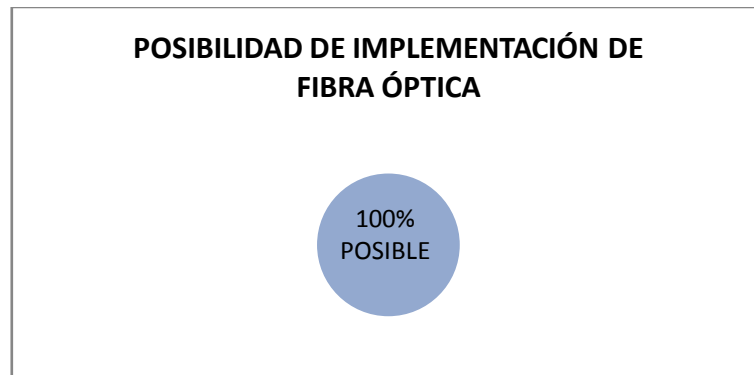 POSIBILIDAD DE IMPLEMENTACIÓN DE
FIBRA ÓPTICA
100%
POSIBLE